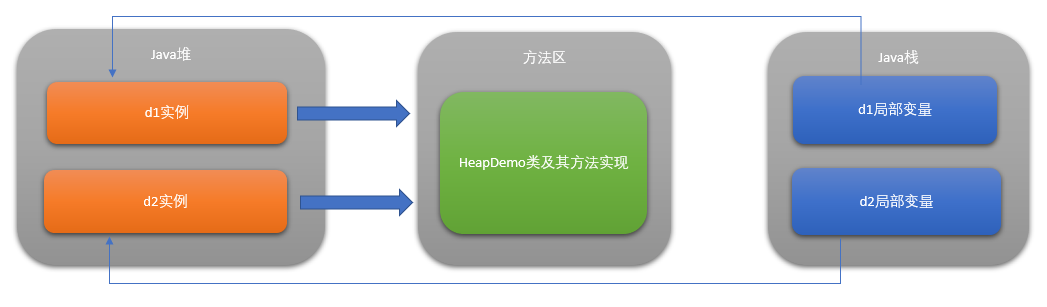 Java堆
d1实例
d2实例
方法区
HeapDemo类及其方法实现
Java栈
d1局部变量
d2局部变量